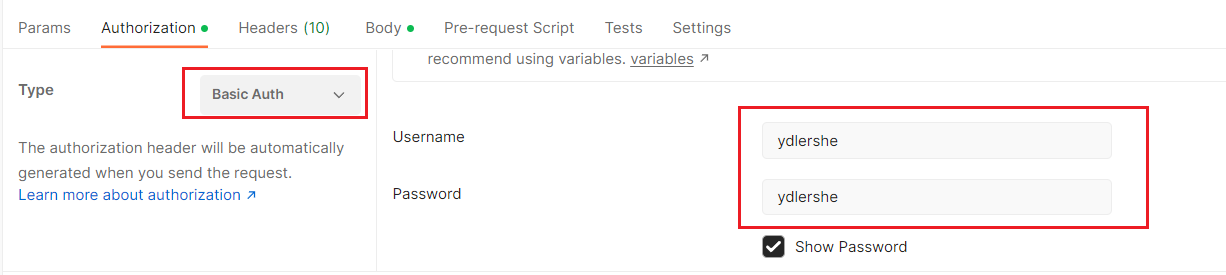 Params Authorization Headers (10) Body Pre-request Script Tests Settings
recommend using variables. variables ↗
Type Basic Auth
The authorization header will be automatically
generated when you send the request.
Learn more about authorization ↗
Username ydlershe
Password ydlershe
Show Password